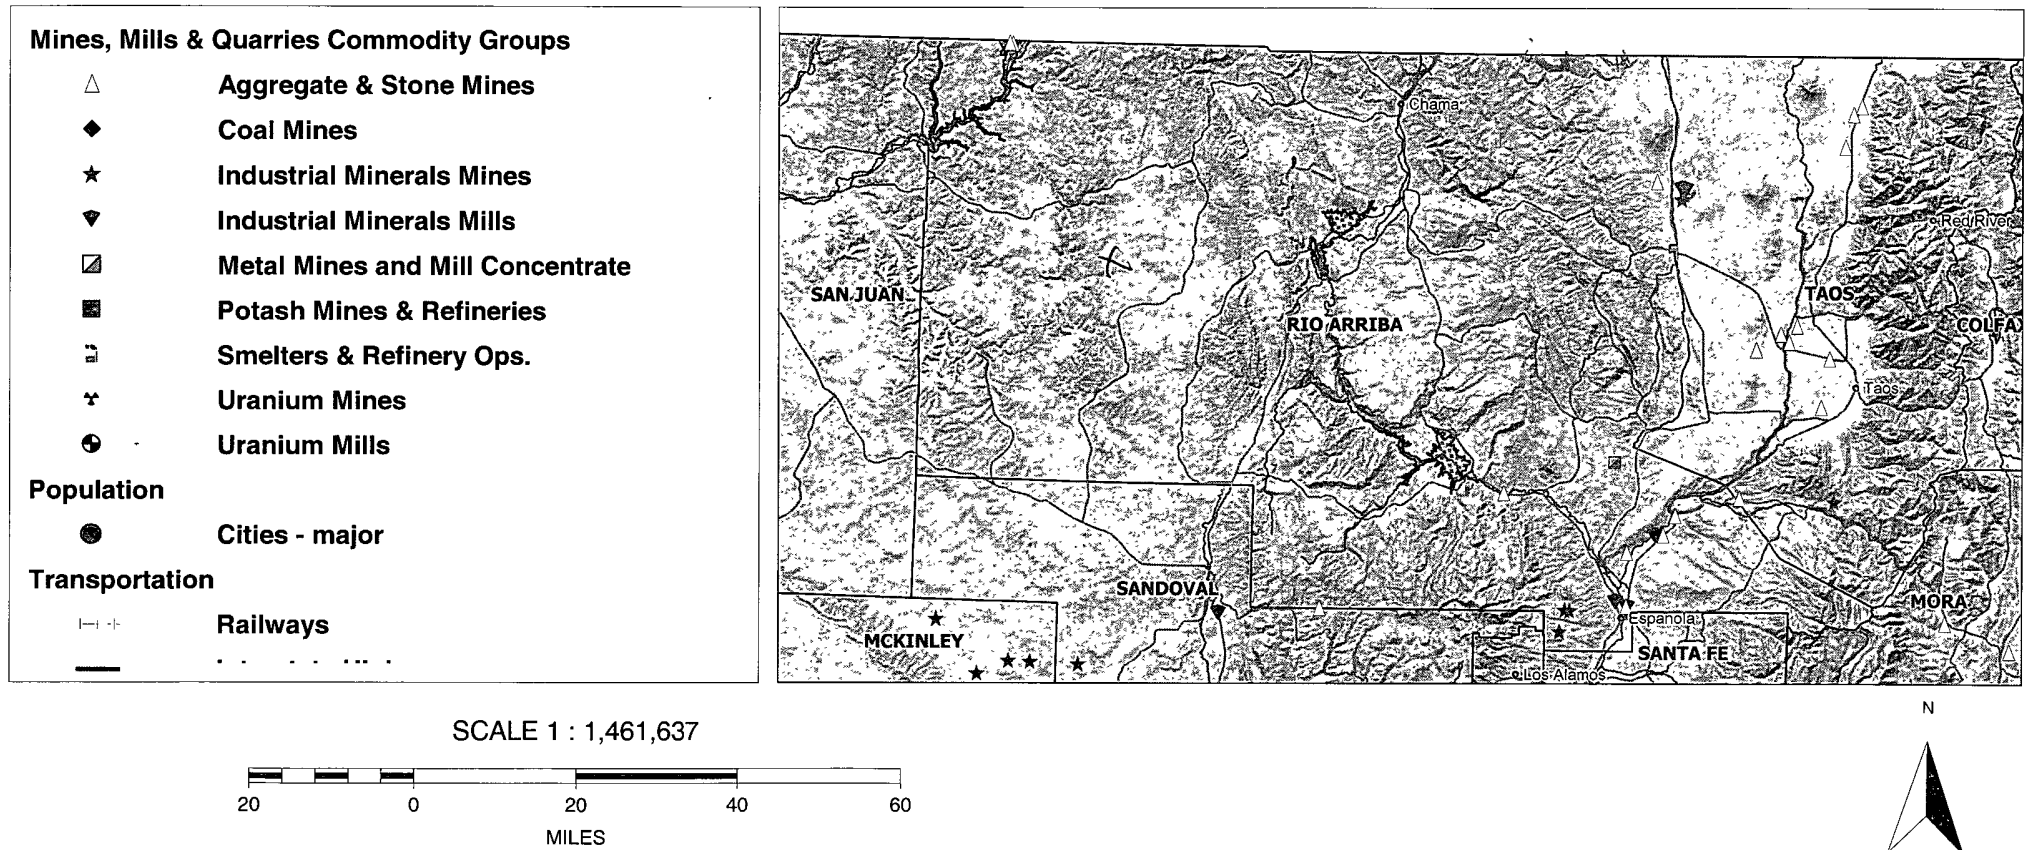 Mines, Mills & Quarries Commodity Groups
Aggregate & Stone Mines
Coal Mines
Industrial Minerals Mines
Industrial Minerals Mills
Metal Mines and Mill Concentrate
Potash Mines & Refineries
Smelters & Refinery Ops.
Uranium Mines
Uranium Mills
Population
Cities - major
Transportation
Railways
Chama
Red River
SAN JUAN
TAOS
RIO ARRIBA
COLFAX
Taos
SANDOVAL
MORA
MCKINLEY
Espanola
SANTA FE
Los Alamos
SCALE 1 : 1,461,637
20 0 20 40 60
MILES
N